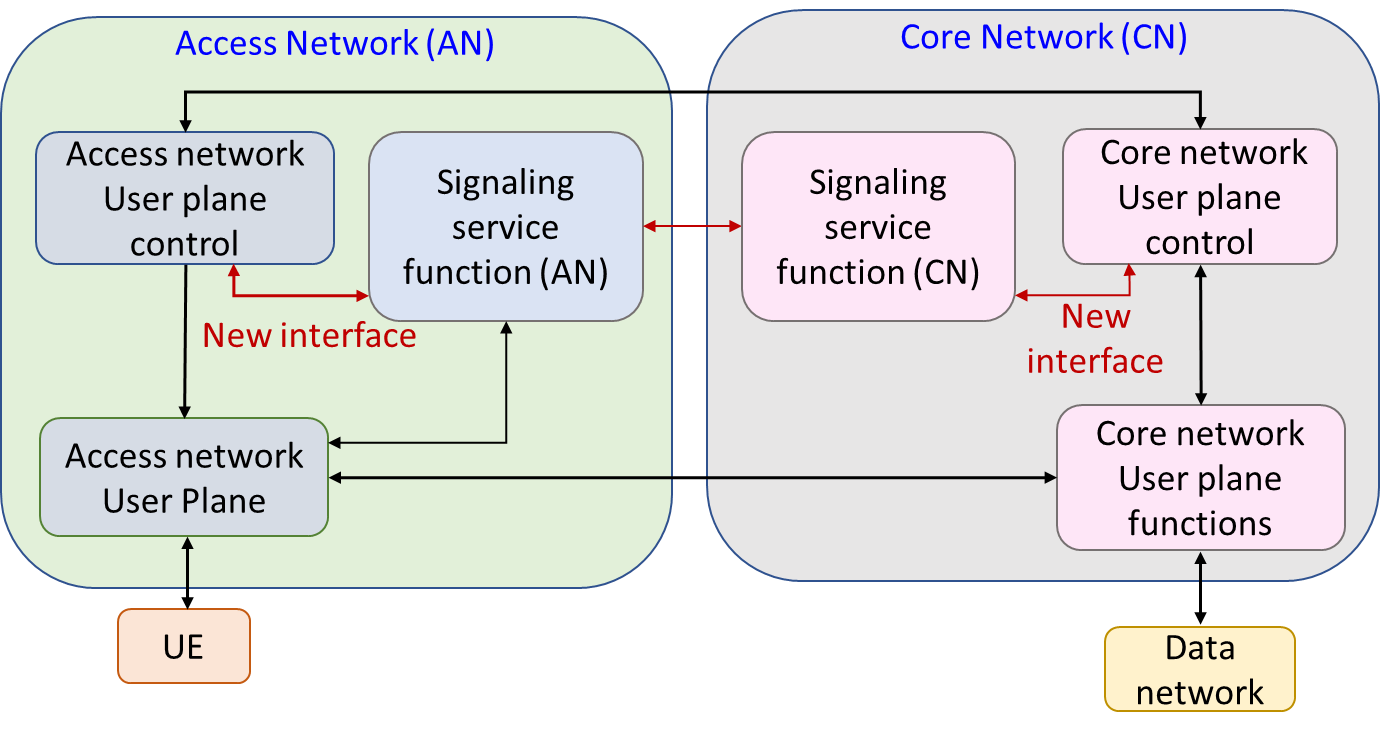 Access Network (AN)
Core Network (CN)
Access network
User plane
control
Signaling
service
function (AN)
Signaling
service
function (CN)
Core network
User plane
control
New interface
New
interface
Access network
User Plane
Core network
User plane
functions
UE
Data
network